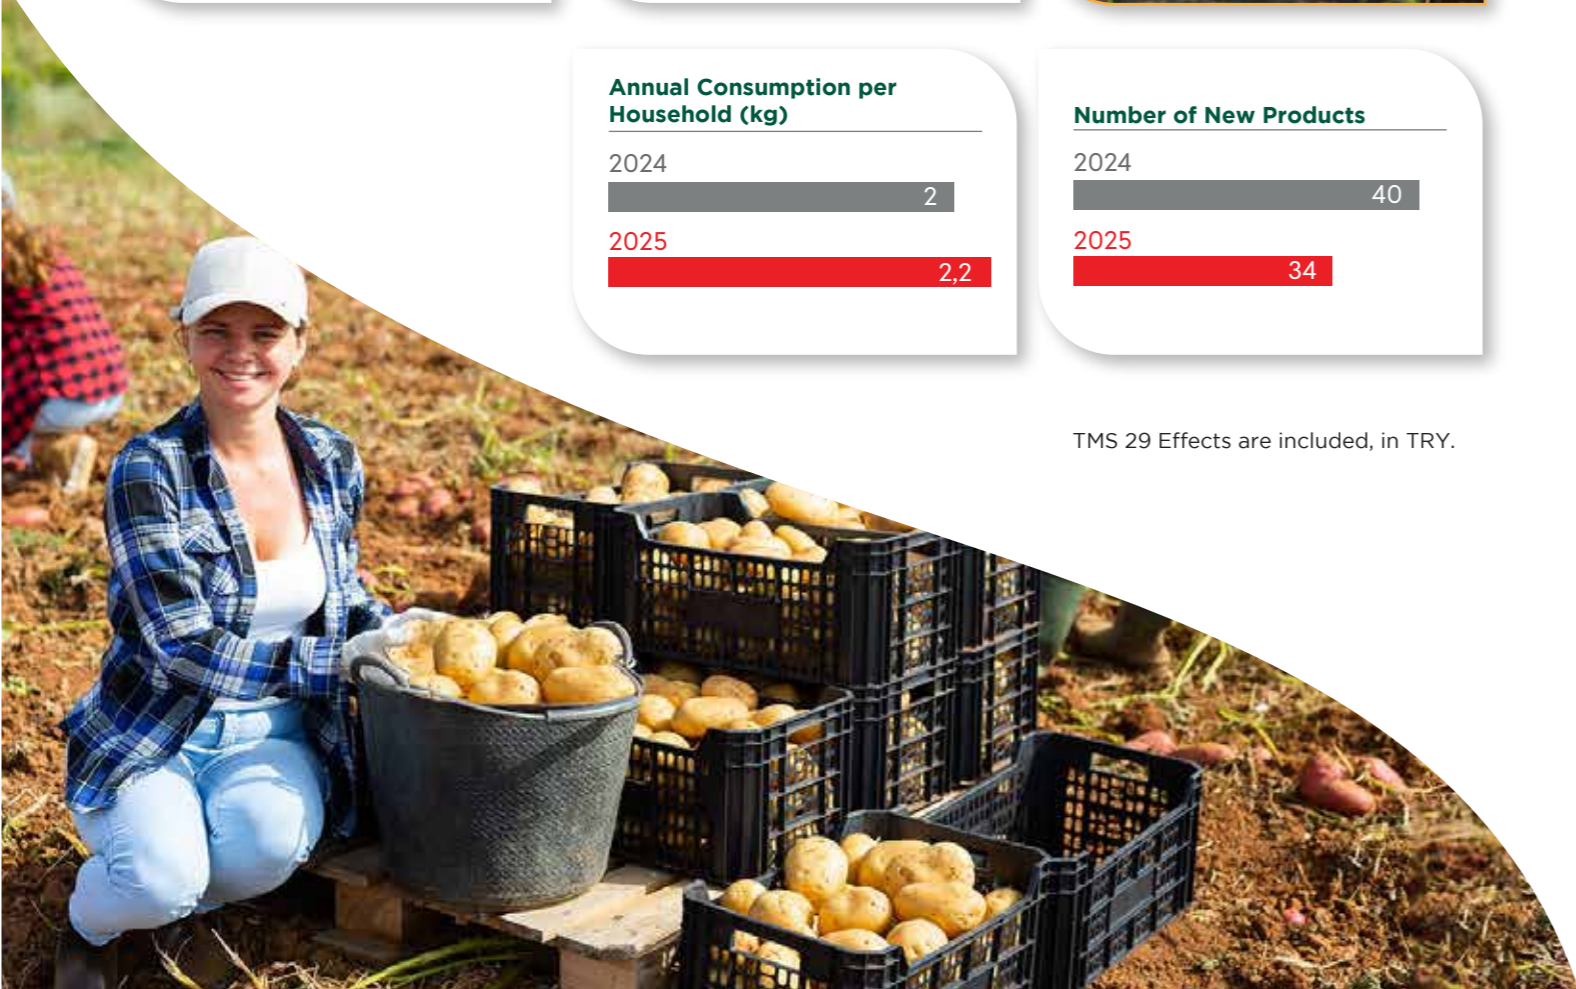 Annual Consumption per
Household (kg)
2024
2
2025
2,2
Number of New Products
2024
40
2025
34
TMS 29 Effects are included, in TRY.